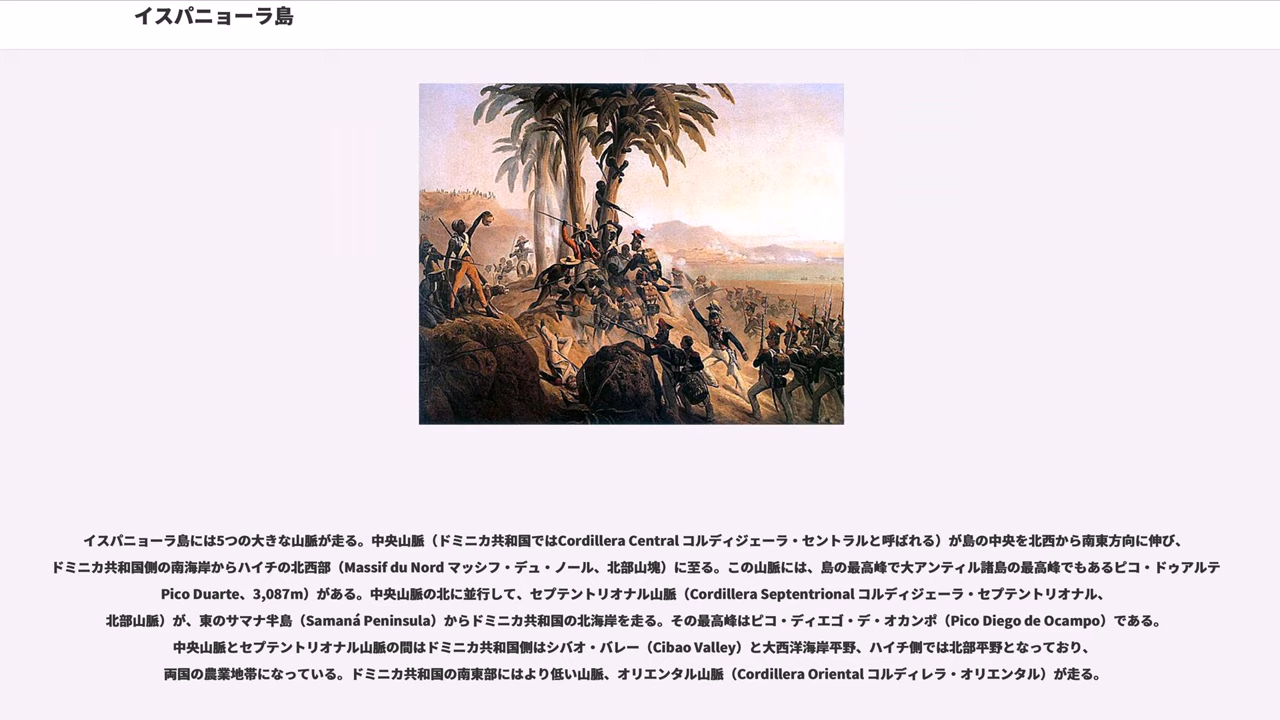 イスパニョーラ島
イスパニョーラ島には5つの大きな山脈が走る。中央山脈（ドミニカ共和国ではCordillera Central コルディジェーラ・セントラルと呼ばれる）が島の中央を北西から南東方向に伸び、
ドミニカ共和国側の南海岸からハイチの北西部（Massif du Nord マッシフ・デュ・ノール、北部山塊）に至る。この山脈には、島の最高峰で大アンティル諸島の最高峰でもあるピコ・ドゥアルテ
Pico Duarte、3,087m）がある。中央山脈の北に並行して、セプテントリオナル山脈（Cordillera Septentrional コルディジェーラ・セプテントリオナル、
北部山脈）が、東のサマナ半島（Samaná Peninsula）からドミニカ共和国の北海岸を走る。その最高峰はピコ・ディエゴ・デ・オカンポ（Pico Diego de Ocampo）である。
中央山脈とセプテントリオナル山脈の間はドミニカ共和国側はシバオ・バレー（Cibao Valley）と大西洋海岸平野、ハイチ側では北部平野となっており、
両国の農業地帯になっている。ドミニカ共和国の南東部にはより低い山脈、オリエンタル山脈（Cordillera Oriental コルディレラ・オリエンタル）が走る。